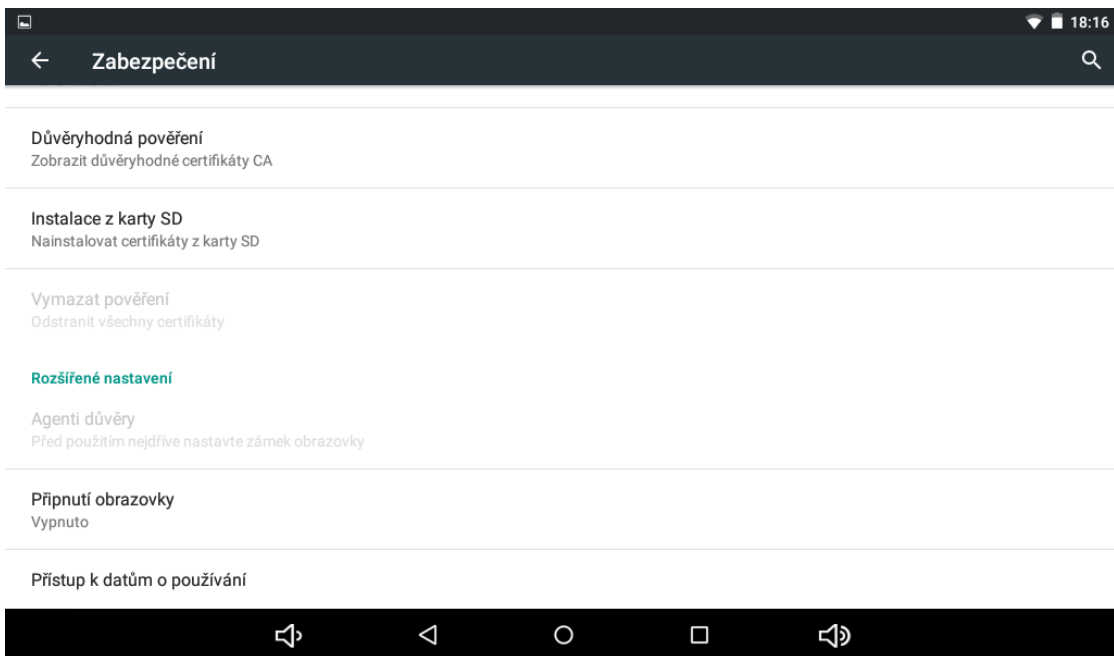 18:16
Zabezpečení
Důvěryhodná pověření
Zobrazit důvěryhodné certifikáty CA
Instalace z karty SD
Nainstalovat certifikáty z karty SD
Vymazat pověření
Odstranit všechny certifikáty
Rozšířené nastavení
Agenti důvěry
Před použitím nejdříve nastavte zámek obrazovky
Připnutí obrazovky
Vypnuto
Přístup k datům o používání